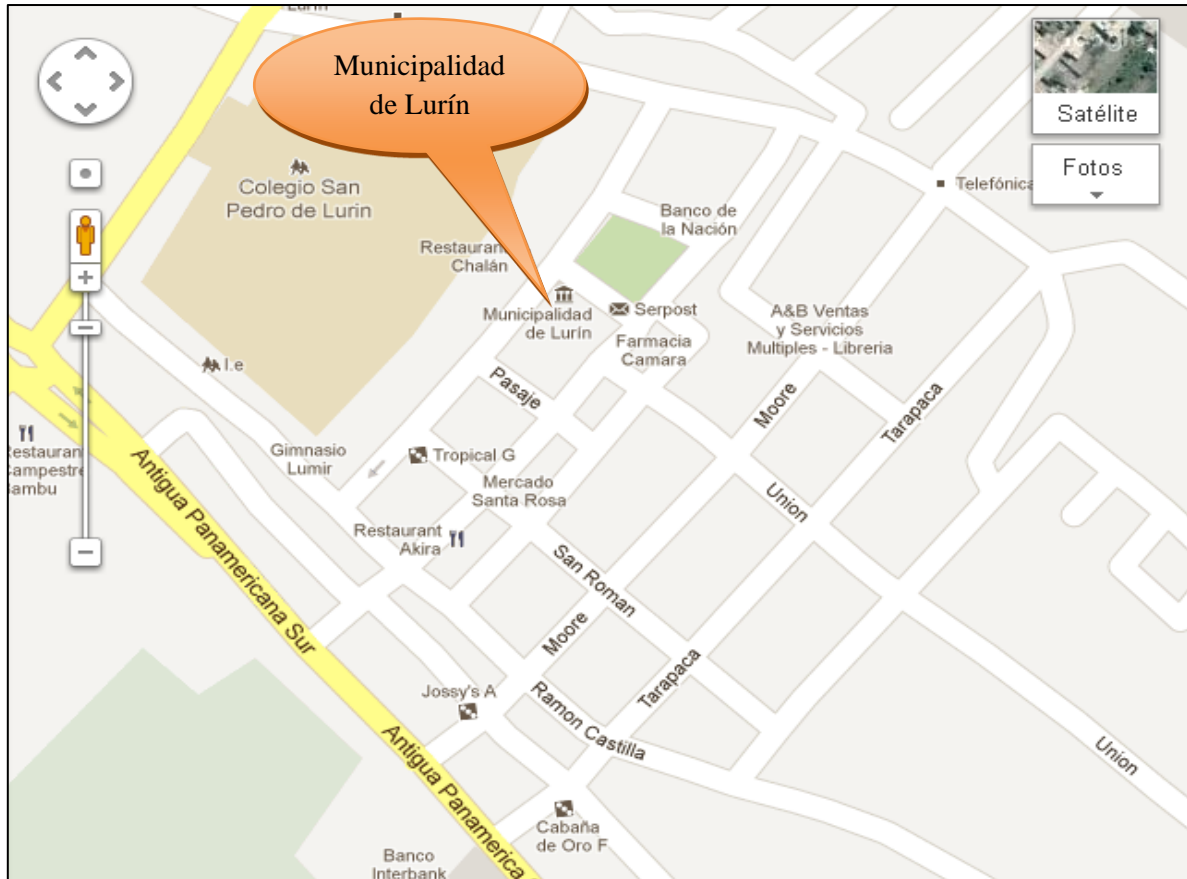 Lurín
Municipalidad
de Lurín
Satélite
Fotos
Colegio San
Pedro de Lurin
Telefónica
Banco de
la Nación
Restauran
Chalán
Municipalidad
de Lurín
Serpost
Farmacia
Camara
A&B Ventas
y Servicios
Multiples - Libreria
I.e
Pasaje
Moore
Tarapaca
Restauran
Campestre
Bambu
Gimnasio
Lumir
Tropical G
Mercado
Santa Rosa
Union
Antigua Panamericana Sur
Restaurant
Akira
San Roman
Moore
Tarapaca
Jossy's A
Ramon Castilla
Union
Antigua Panamerica
Cabaña
de Oro F
Banco
Interbank